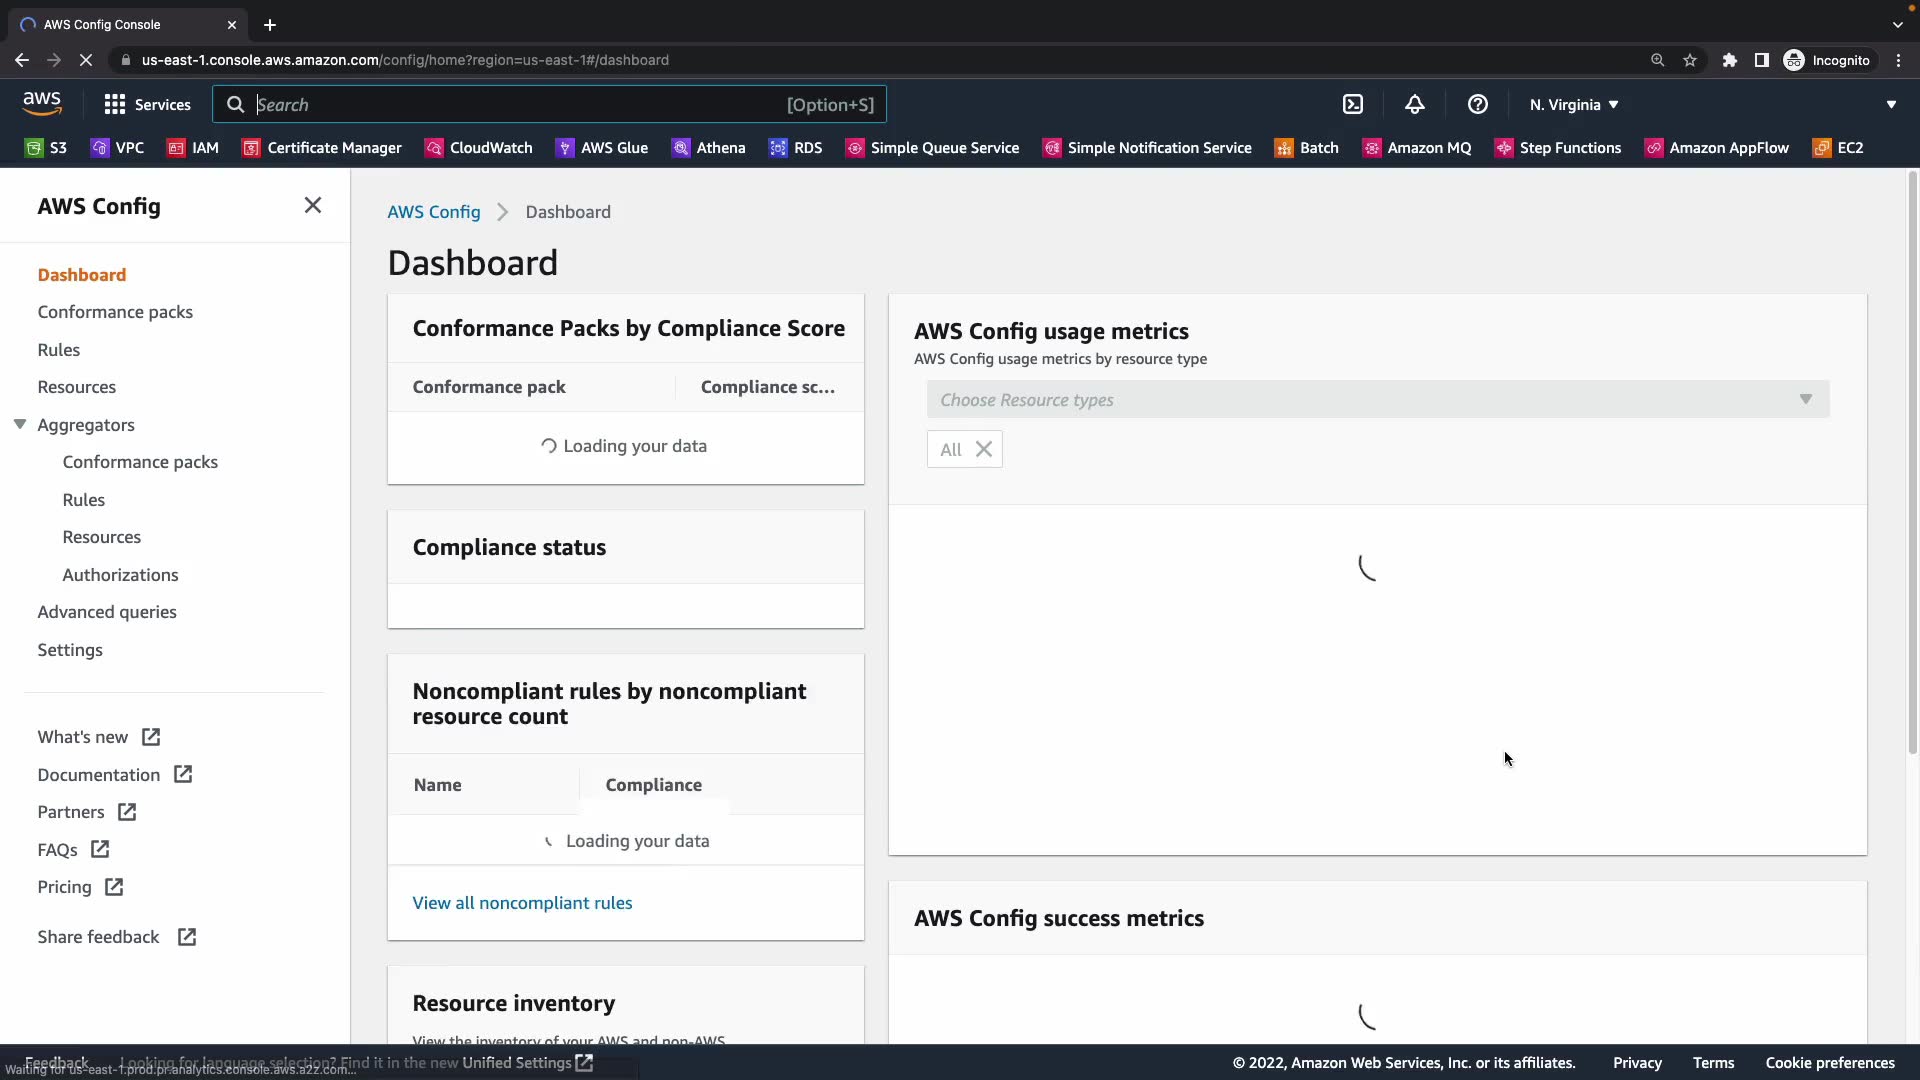 AWS Config Console
us-east-1.console.aws.amazon.com/config/home?region=us-east-1#/dashboard
Incognito
aws
Services
Search
[Option+S]
N. Virginia
S3
VPC
IAM
Certificate Manager
CloudWatch
AWS Glue
Athena
RDS
Simple Queue Service
Simple Notification Service
Batch
Amazon MQ
Step Functions
Amazon AppFlow
EC2
AWS Config
Dashboard
Conformance packs
Rules
Resources
Aggregators
Conformance packs
Rules
Resources
Authorizations
Advanced queries
Settings
What's new
Documentation
Partners
FAQs
Pricing
Share feedback
AWS Config
Dashboard
Dashboard
Conformance Packs by Compliance Score
Conformance pack
Compliance sc...
Loading your data
Compliance status
Noncompliant rules by noncompliant
resource count
Name
Compliance
Loading your data
View all noncompliant rules
Resource inventory
View the inventory of your AWS and non-AWS
AWS Config usage metrics
AWS Config usage metrics by resource type
Choose Resource types
All
AWS Config success metrics
Feedback
Looking for language selection? Find it in the new Unified Settings
Waiting for us-east-1.prod.pr.analytics.console.aws.a2z.com...
© 2022, Amazon Web Services, Inc. or its affiliates.
Privacy
Terms
Cookie preferences